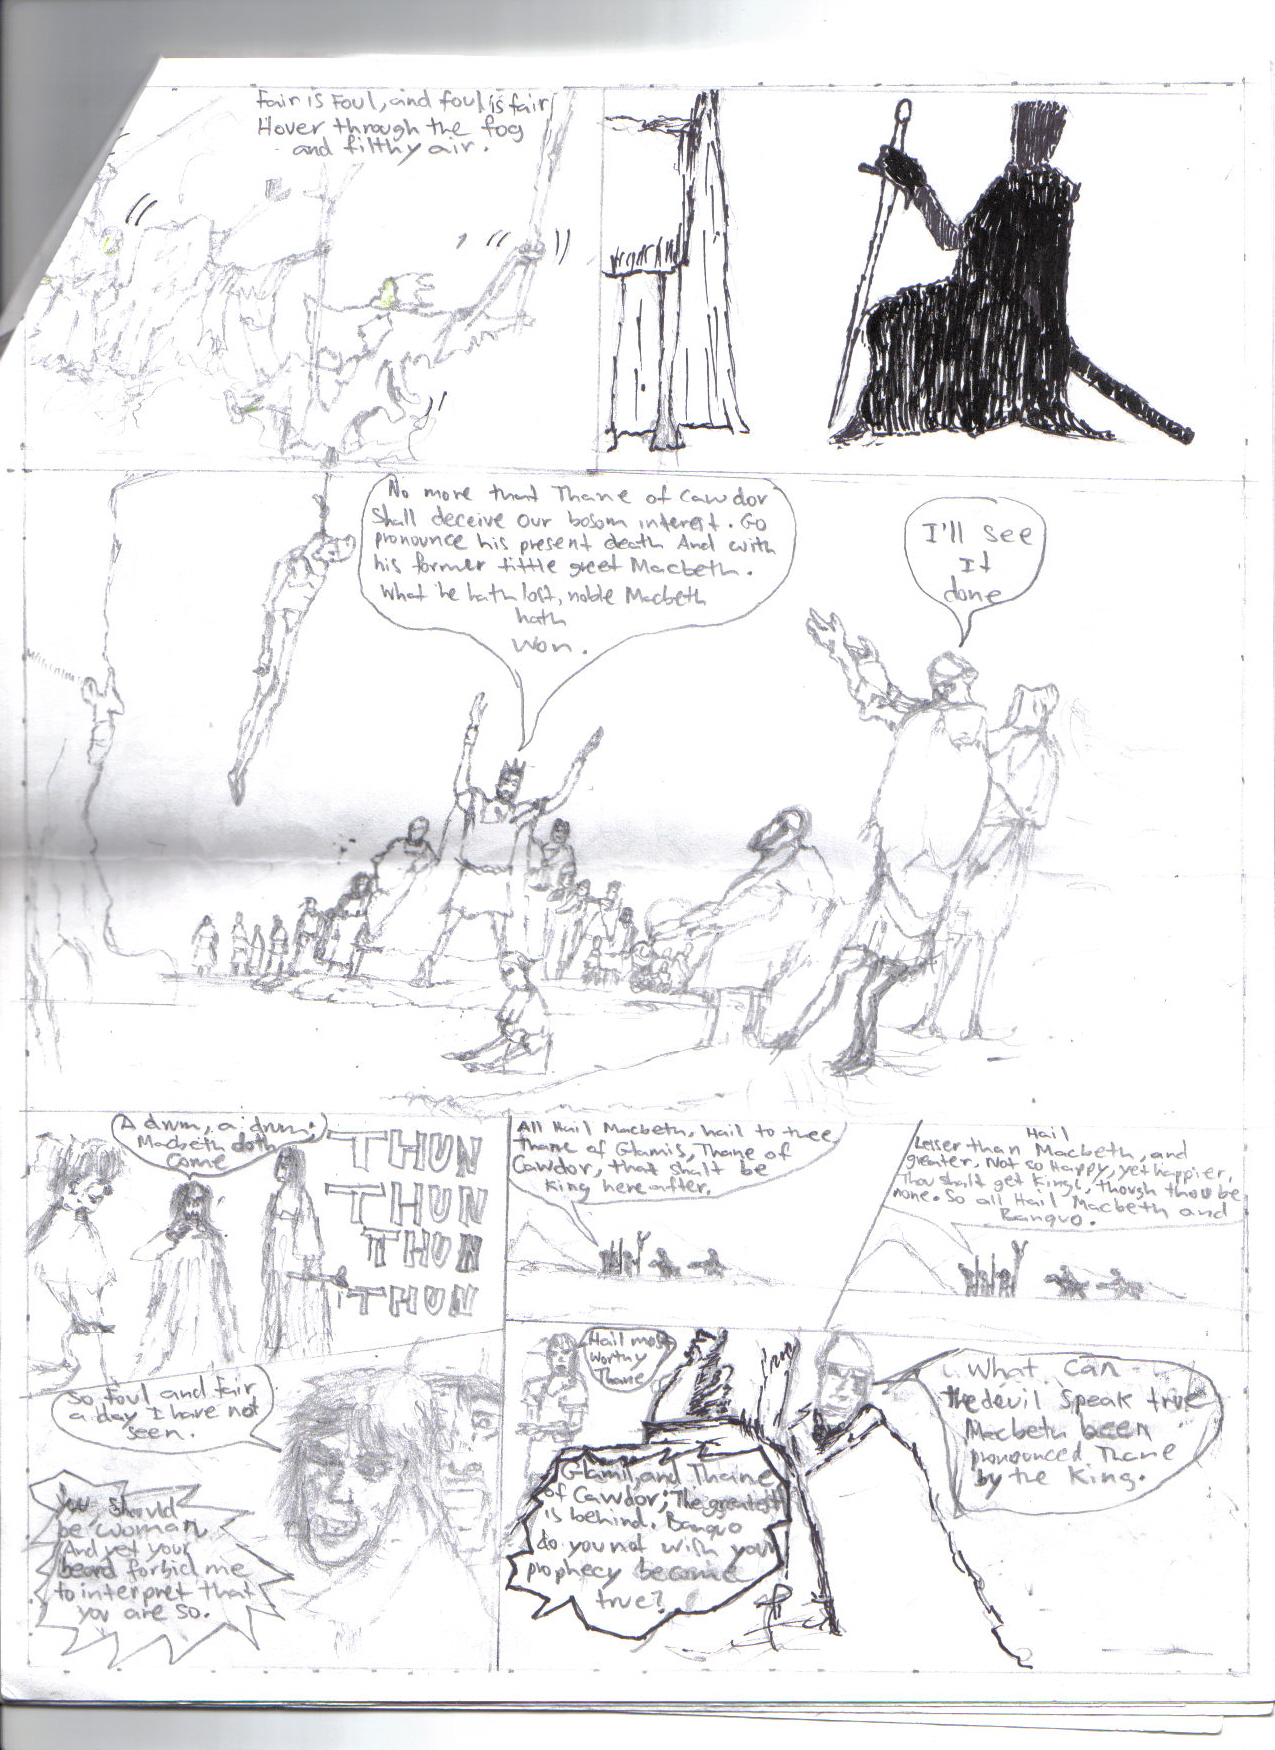 Fair is Foul, and foul is fair
Hover through the fog
and filthy air.
No more that Thane of Cawdor
Shall deceive our bosom interest. Go
pronounce his present death And with
his former tittle greet Macbeth.
What he hath lost, noble Macbeth
hath
won.
I'll see
It
done
A drum, a drum;
Macbeth doth
Come
THUN
THUN
THUN
THUN
All Hail Macbeth, hail to thee
Thane of Glamis, Thane of
Cawdor, that shalt be
King here after.
Hail
Lesser than Macbeth, and
greater, Not so Happy, yet happier,
Thou shalt get Kings, though thou be
none. So all Hail Macbeth and
Banquo.
So foul and fair
a day I have not
seen.
You should
be woman
And yet your
beard forbid me
to interpret that
you are so.
Hail most
Worthy
Thane
Glamis, and Thane
of Cawdor; The greatest
is behind. Banquo
do you not wish your
prophecy become
true?
What can
the devil speak true
Macbeth been
pronounced Thane
by the King.